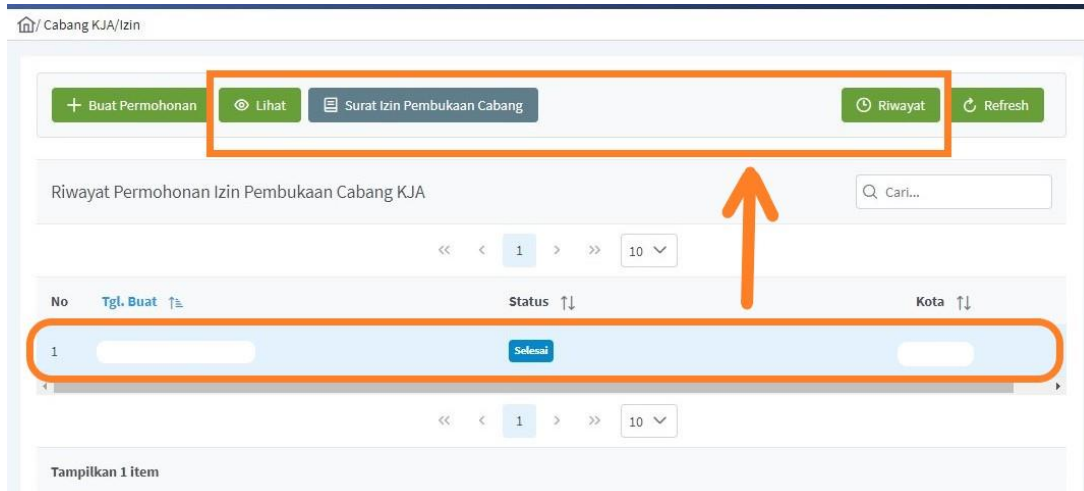 / Cabang KJA/Izin
Buat Permohonan Lihat Surat Izin Pembukaan Cabang Riwayat Refresh
Riwayat Permohonan Izin Pembukaan Cabang KJA Cari...
<< < 1 > >> 10
No Tgl. Buat Status Kota
1 Selesai
<< < 1 > >> 10
Tampilkan 1 item